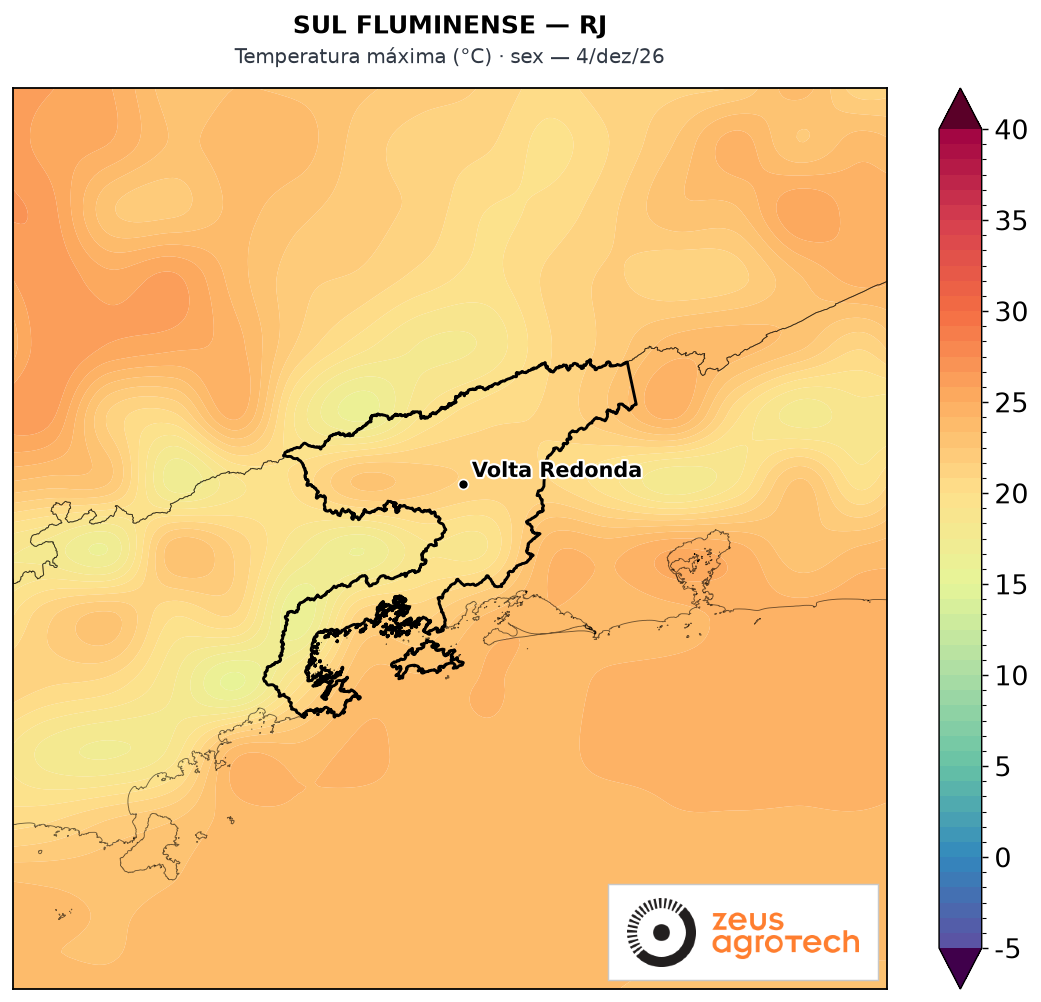 SUL FLUMINENSE — RJ
Temperatura máxima (°C) · sex — 4/dez/26
40
35
30
25
20
15
10
5
0
-5
Volta Redonda
zeus
agrotech